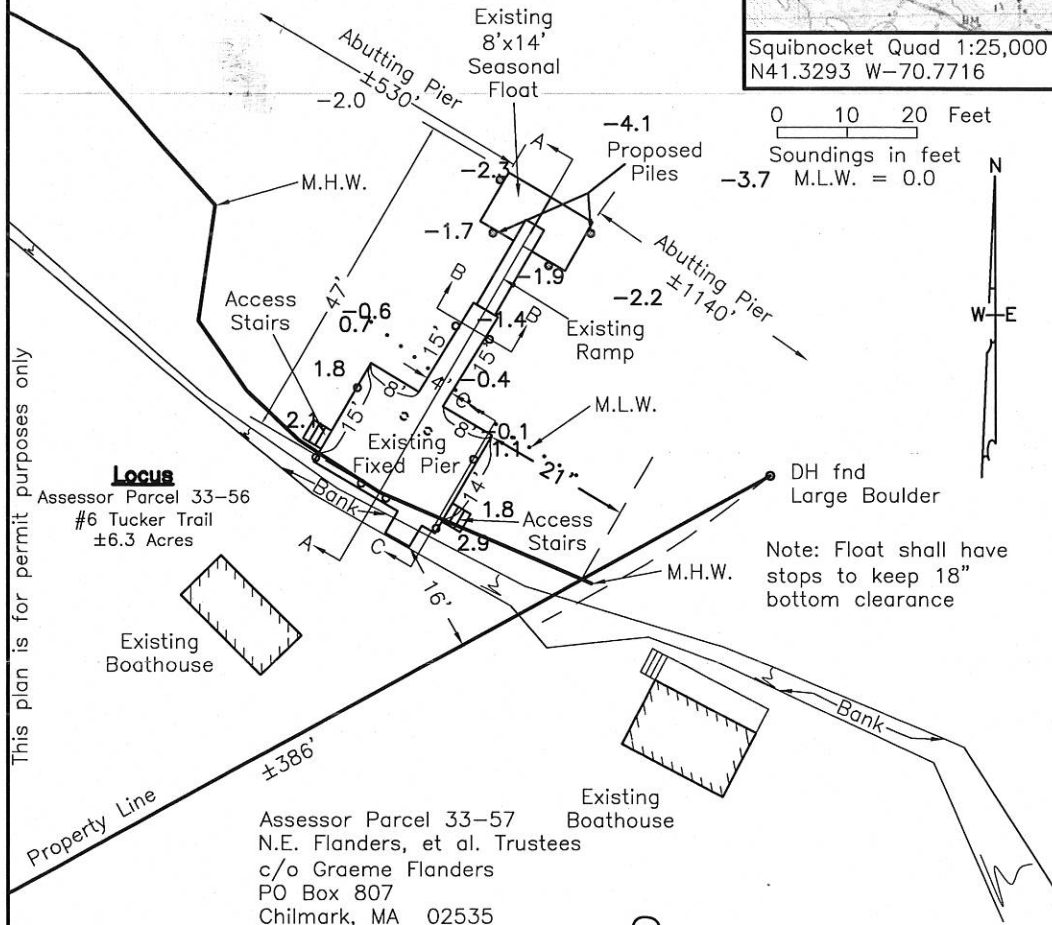 Squibnocket Quad 1:25,000
N41.3293 W-70.7716
0 10 20 Feet
Soundings in feet
M.L.W. = 0.0
N
W E
Existing
8'x14'
Seasonal
Float
Abutting Pier
±530'
-2.0
A
-4.1
Proposed
Piles
-3.7
-2.3
M.H.W.
-1.7
Abutting Pier
±1140'
B
-1.9
-2.2
47'
Access
Stairs
-0.6
0.7
15'
-1.4
B
15'
Existing
Ramp
1.8
8'
4'
-0.4
C
M.L.W.
2.1
15'
Existing
Fixed Pier
8'
-0.1
1.1
21'
14'
DH fnd
Large Boulder
Locus
Assessor Parcel 33-56
#6 Tucker Trail
±6.3 Acres
Bank
1.8
Access
Stairs
2.9
A
C
16'
M.H.W.
Note: Float shall have
stops to keep 18"
bottom clearance
Existing
Boathouse
Bank
Existing
Boathouse
±386'
Property Line
Assessor Parcel 33-57
N.E. Flanders, et al. Trustees
c/o Graeme Flanders
PO Box 807
Chilmark, MA 02535
This plan is for permit purposes only